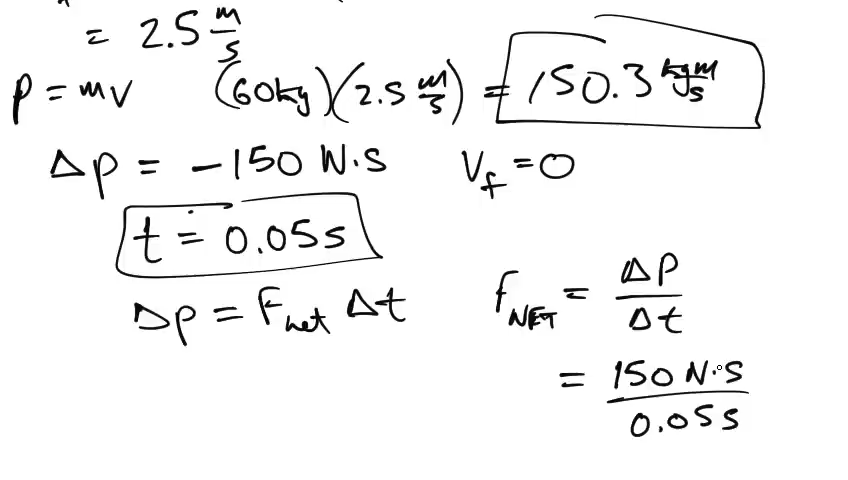 = 2.5 m/s
p = mv (60kg)(2.5 m/s) = 150.3 kgm/s
Δp = -150 N·s Vf = 0
t = 0.05s
Δp = Fnet Δt
fNET = ΔP/Δt
= 150 N·s/0.05s